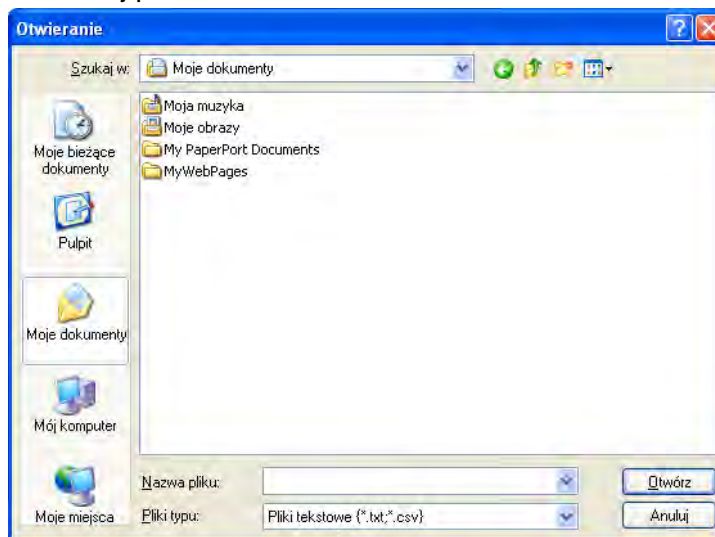 Otwieranie
Szukaj w:
Moje dokumenty
Moja muzyka
Moje obrazy
My PaperPort Documents
MyWebPages
Moje bieżące
dokumenty
Pulpit
Moje dokumenty
Mój komputer
Moje miejsca
Nazwa pliku:
Otwórz
Pliki typu:
Pliki tekstowe {*.txt;*.csv}
Anuluj